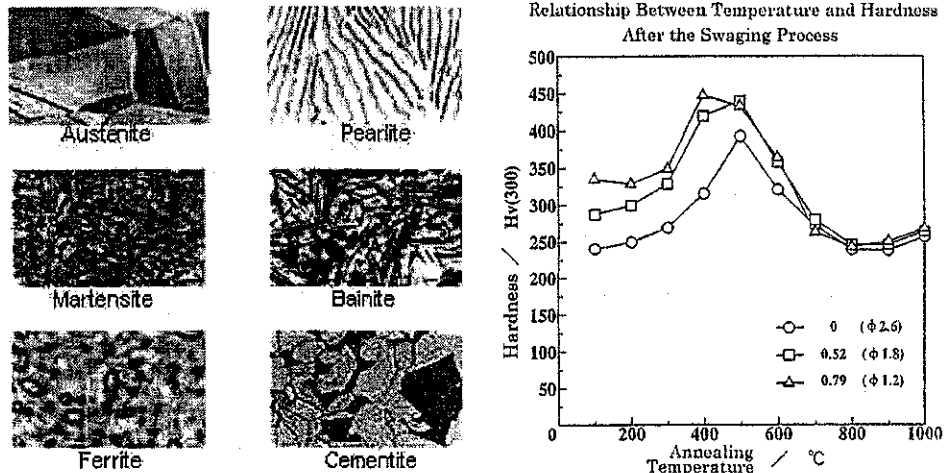 Austenite
Pearlite
Martensite
Bainite
Ferrite
Cementite
Relationship Between Temperature and Hardness
After the Swaging Process
Hardness / Hv(300)
500
450
400
350
300
250
200
150
100
50
0 200 400 600 800 1000
0 (φ2.6)
0.52 (φ1.8)
0.79 (φ1.2)
Annealing
Temperature / ℃